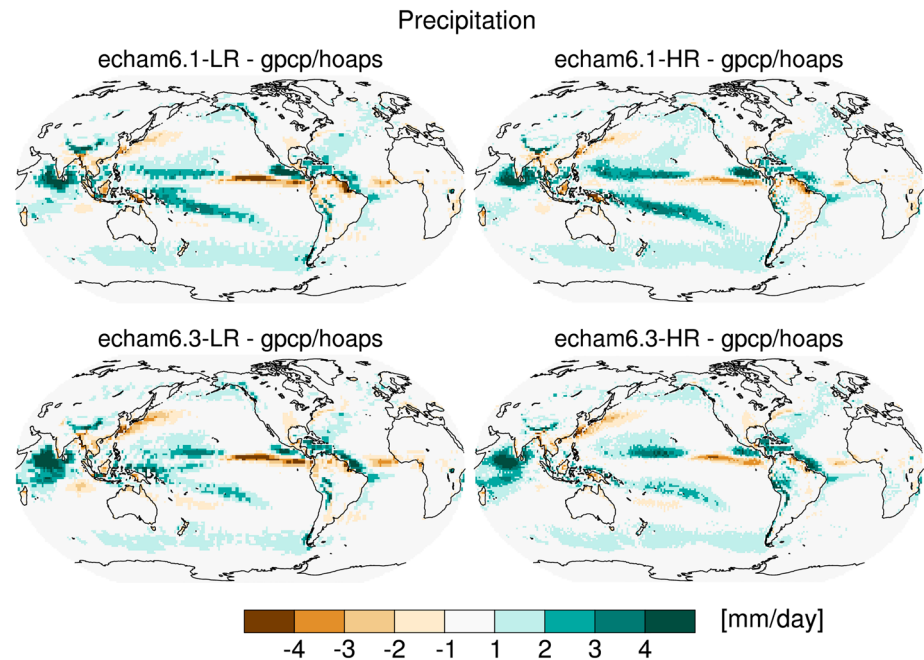 Precipitation
echam6.1-LR - gpcp/hoaps
echam6.1-HR - gpcp/hoaps
echam6.3-LR - gpcp/hoaps
echam6.3-HR - gpcp/hoaps
[mm/day]
-4 -3 -2 -1 1 2 3 4